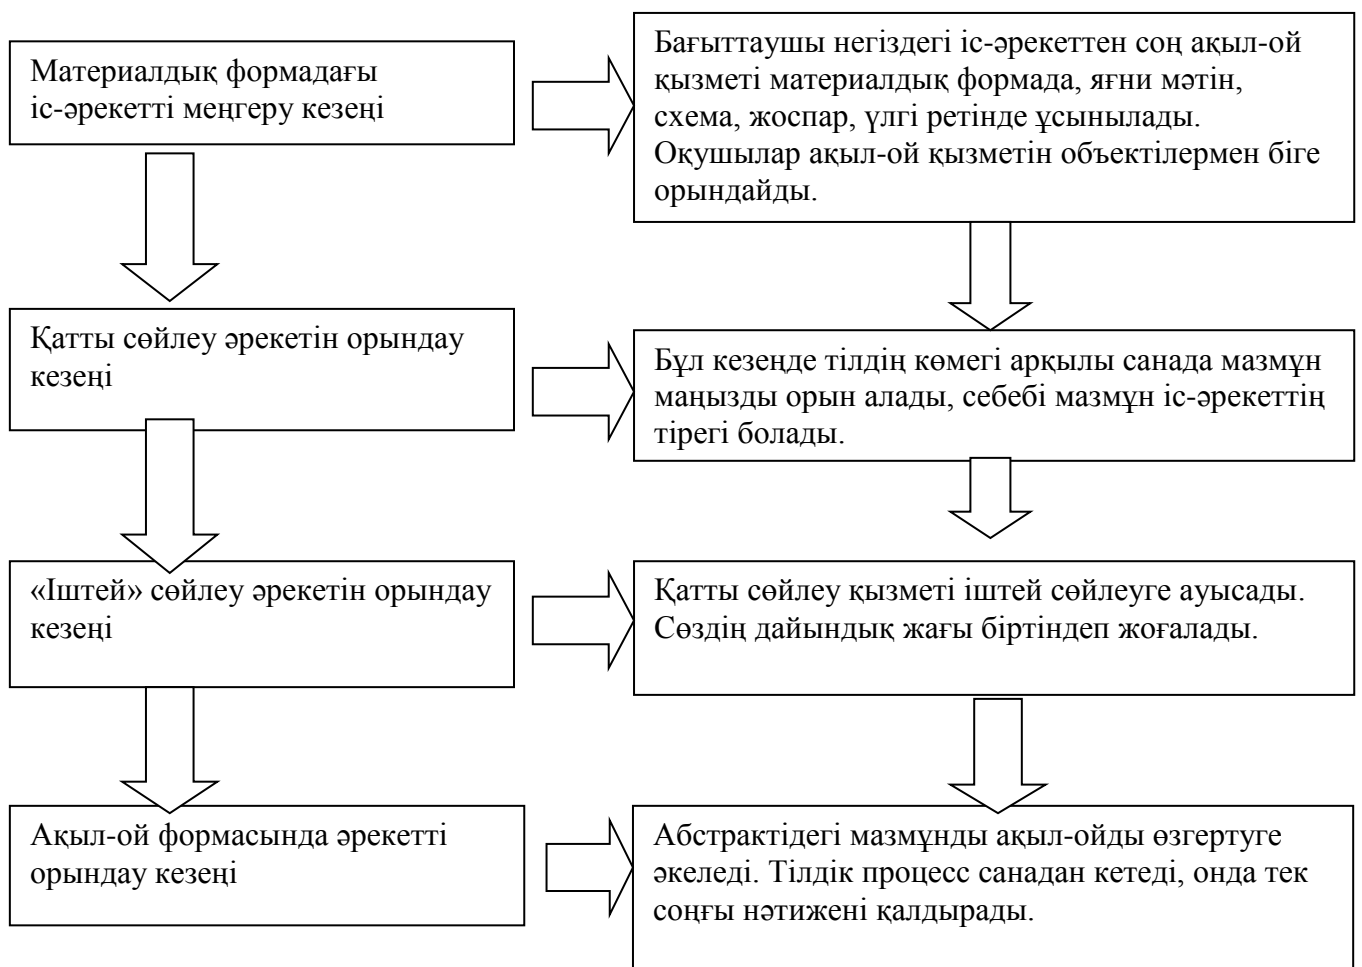 Материалдық формадағы
іс-әрекетті меңгеру кезеңі
Бағыттаушы негіздегі іс-әрекеттен соң ақыл-ой
қызметі материалдық формада, яғни мәтін,
схема, жоспар, үлгі ретінде ұсынылады.
Оқушылар ақыл-ой қызметін объектілермен біге
орындайды.
Қатты сөйлеу әрекетін орындау
кезеңі
Бұл кезеңде тілдің көмегі арқылы санада мазмұн
маңызды орын алады, себебі мазмұн іс-әрекеттің
тірегі болады.
«Іштей» сөйлеу әрекетін орындау
кезеңі
Қатты сөйлеу қызметі іштей сөйлеуге ауысады.
Сөздің дайындық жағы біртіндеп жоғалады.
Ақыл-ой формасында әрекетті
орындау кезеңі
Абстрактідегі мазмұнды ақыл-ойды өзгертуге
әкеледі. Тілдік процесс санадан кетеді, онда тек
соңғы нәтижені қалдырады.